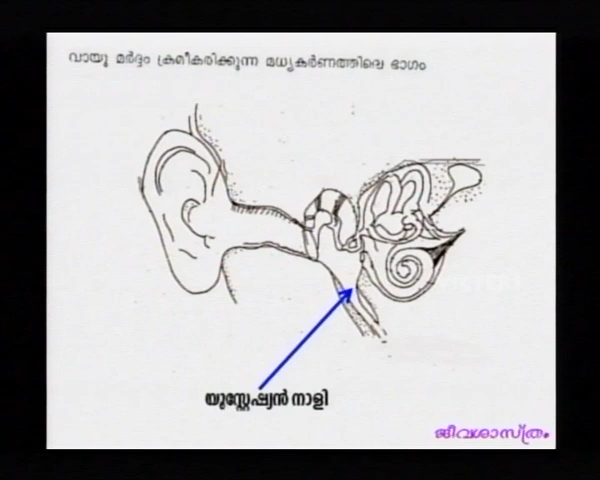 വായു മർദ്ദം ക്രമീകരിക്കുന്ന മധ്യകർണത്തിലെ ഭാഗം
യൂസ്റ്റേഷ്യൻ നാളി
ജീവശാസ്ത്രം